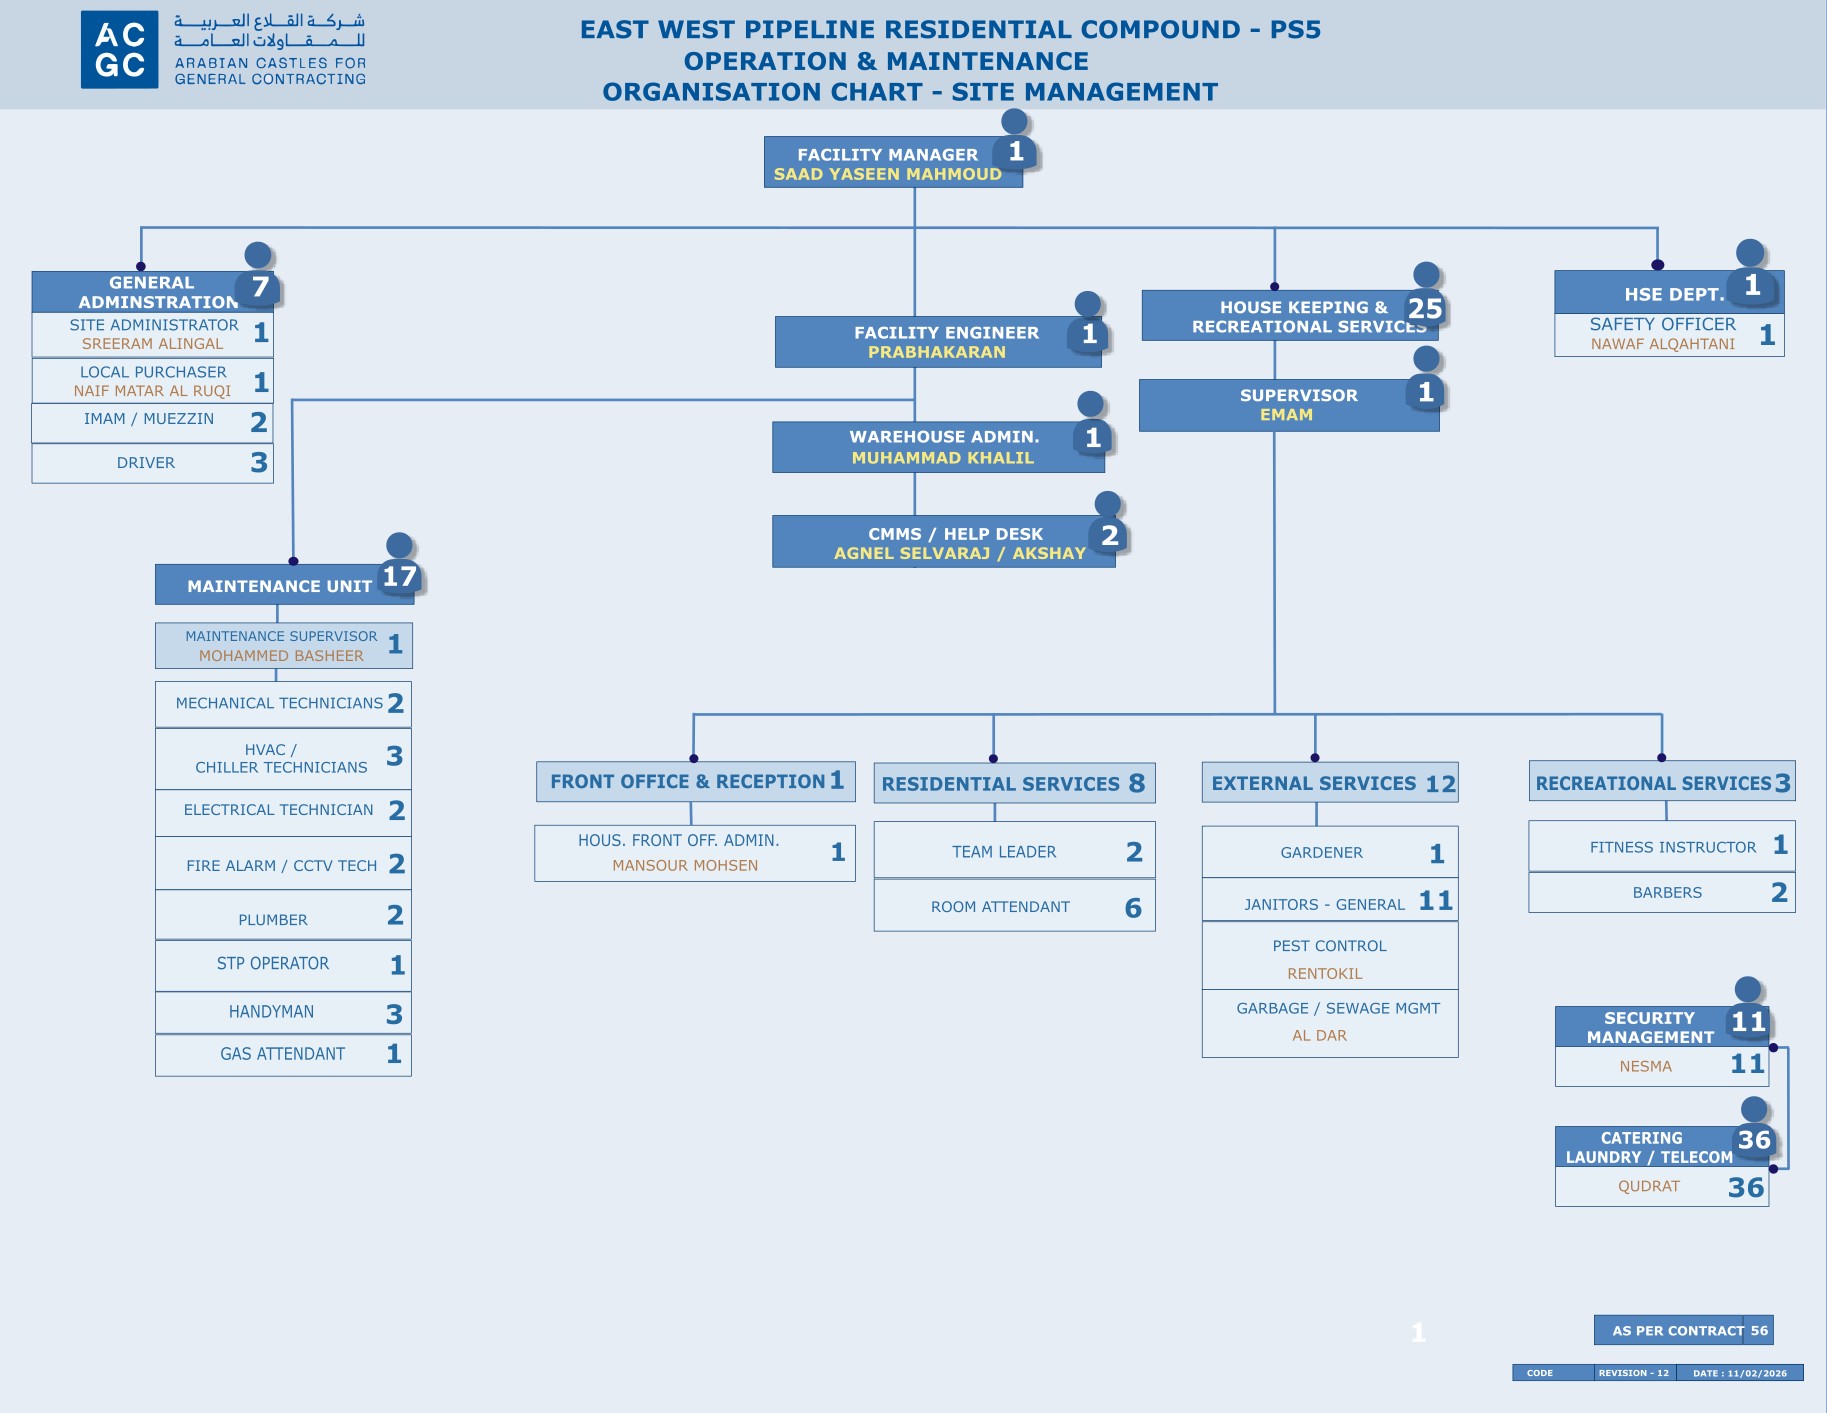 شركة القلاع العربية
للمقاولات العامة
AC
GC
ARABIAN CASTLES FOR
GENERAL CONTRACTING
EAST WEST PIPELINE RESIDENTIAL COMPOUND - PS5
OPERATION & MAINTENANCE
ORGANISATION CHART - SITE MANAGEMENT
FACILITY MANAGER
SAAD YASEEN MAHMOUD
1
GENERAL
ADMINSTRATION
7
SITE ADMINISTRATOR
SREERAM ALINGAL
1
LOCAL PURCHASER
NAIF MATAR AL RUQI
1
IMAM / MUEZZIN
2
DRIVER
3
FACILITY ENGINEER
PRABHAKARAN
1
WAREHOUSE ADMIN.
MUHAMMAD KHALIL
1
CMMS / HELP DESK
AGNEL SELVARAJ / AKSHAY
2
HOUSE KEEPING &
RECREATIONAL SERVICES
25
SUPERVISOR
EMAM
1
HSE DEPT.
1
SAFETY OFFICER
NAWAF ALQAHTANI
1
MAINTENANCE UNIT
17
MAINTENANCE SUPERVISOR
MOHAMMED BASHEER
1
MECHANICAL TECHNICIANS
2
HVAC /
CHILLER TECHNICIANS
3
ELECTRICAL TECHNICIAN
2
FIRE ALARM / CCTV TECH
2
PLUMBER
2
STP OPERATOR
1
HANDYMAN
3
GAS ATTENDANT
1
FRONT OFFICE & RECEPTION
1
HOUS. FRONT OFF. ADMIN.
MANSOUR MOHSEN
1
RESIDENTIAL SERVICES
8
TEAM LEADER
2
ROOM ATTENDANT
6
EXTERNAL SERVICES
12
GARDENER
1
JANITORS - GENERAL
11
PEST CONTROL
RENTOKIL
GARBAGE / SEWAGE MGMT
AL DAR
RECREATIONAL SERVICES
3
FITNESS INSTRUCTOR
1
BARBERS
2
SECURITY
MANAGEMENT
11
NESMA
11
CATERING
LAUNDRY / TELECOM
36
QUDRAT
36
1
AS PER CONTRACT 56
CODE REVISION - 12 DATE : 11/02/2026